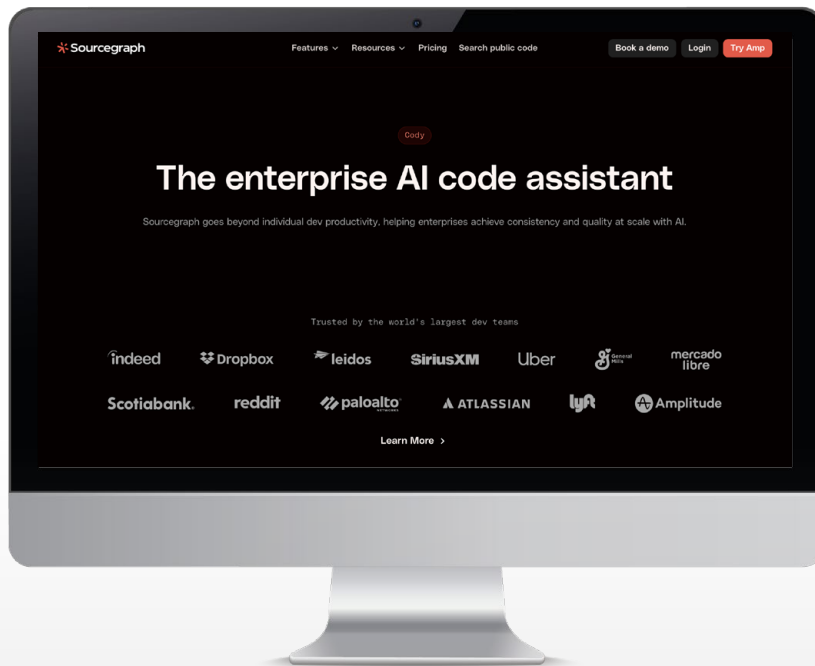 Sourcegraph Features Resources Pricing Search public code Book a demo Login Try Amp
Cody
The enterprise AI code assistant
Sourcegraph goes beyond individual dev productivity, helping enterprises achieve consistency and quality at scale with AI.
Trusted by the world's largest dev teams
indeed Dropbox leidos SiriusXM Uber General Mills mercado libre
Scotiabank. reddit paloalto NETWORKS ATLASSIAN lyft Amplitude
Learn More